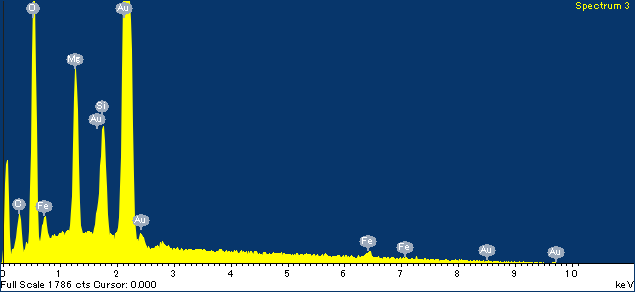 Spectrum 3
O Au
Mg
Si
Au
C Fe Au
Fe Fe Au Au
0 1 2 3 4 5 6 7 8 9 10
Full Scale 1786 cts Cursor: 0.000 keV